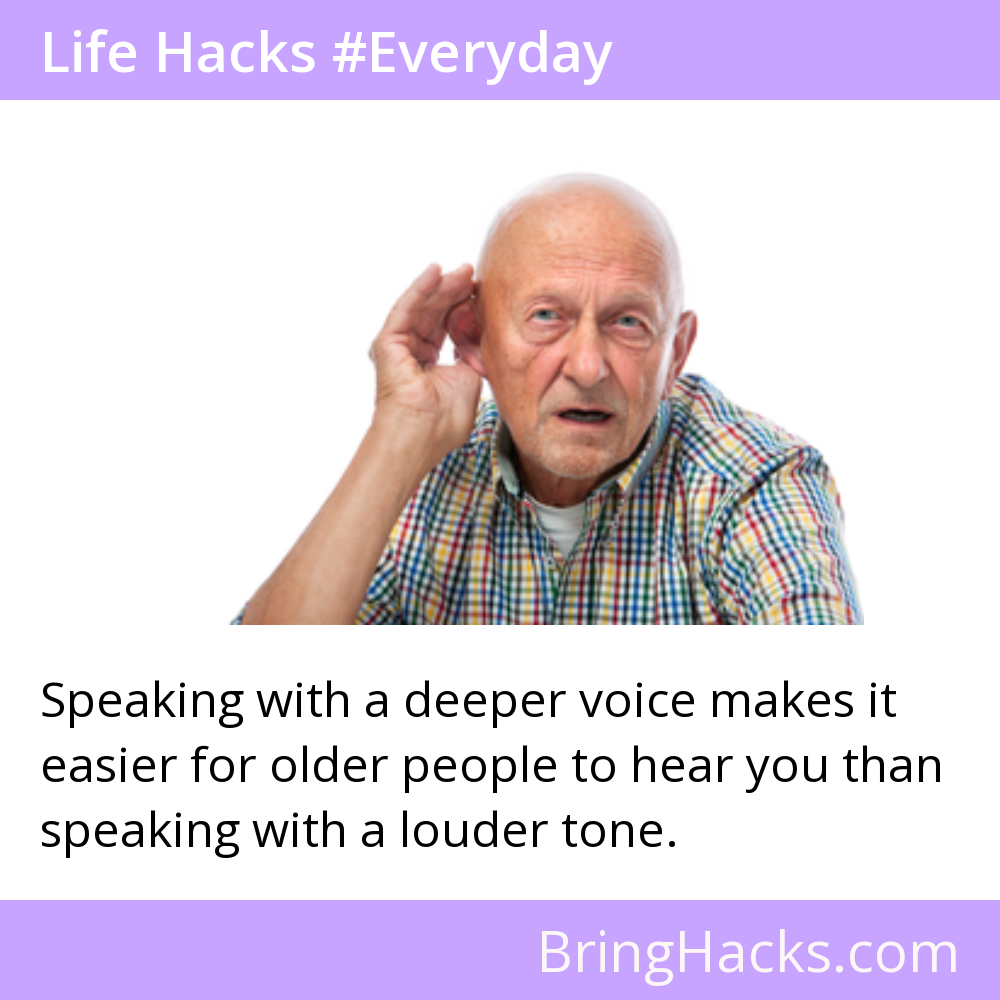 Life Hacks #Everyday
Speaking with a deeper voice makes it
easier for older people to hear you than
speaking with a louder tone.
BringHacks.com